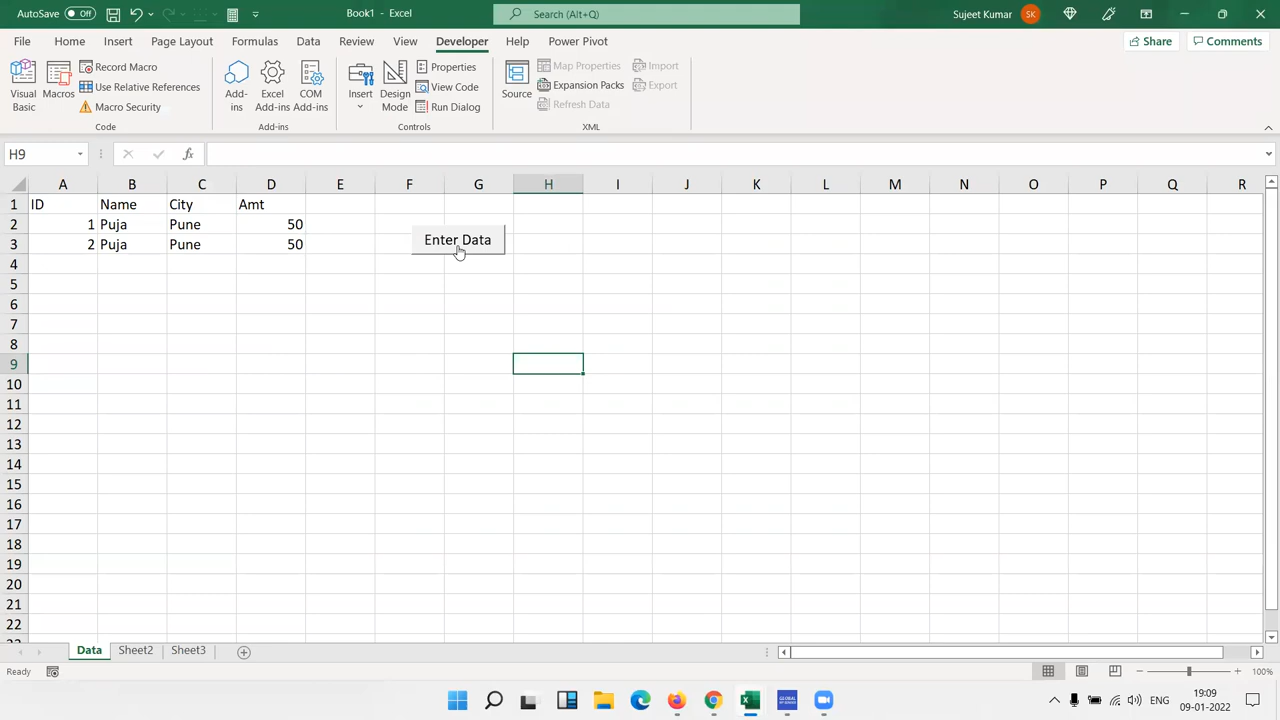 AutoSave Off Book1 - Excel Search (Alt+Q) Sujeet Kumar SK
File Home Insert Page Layout Formulas Data Review View Developer Help Power Pivot Share Comments
Visual Basic
Macros
Record Macro
Use Relative References
Macro Security
Code
Add-ins
Excel Add-ins
COM Add-ins
Add-ins
Insert
Design Mode
Properties
View Code
Run Dialog
Controls
Source
Map Properties
Expansion Packs
Refresh Data
Import
Export
XML
H9 fx
A B C D E F G H I J K L M N O P Q R
1 ID Name City Amt
2 1 Puja Pune 50
3 2 Puja Pune 50
Enter Data
4
5
6
7
8
9
10
11
12
13
14
15
16
17
18
19
20
21
22
Data Sheet2 Sheet3
Ready 100%
ENG 19:09
09-01-2022